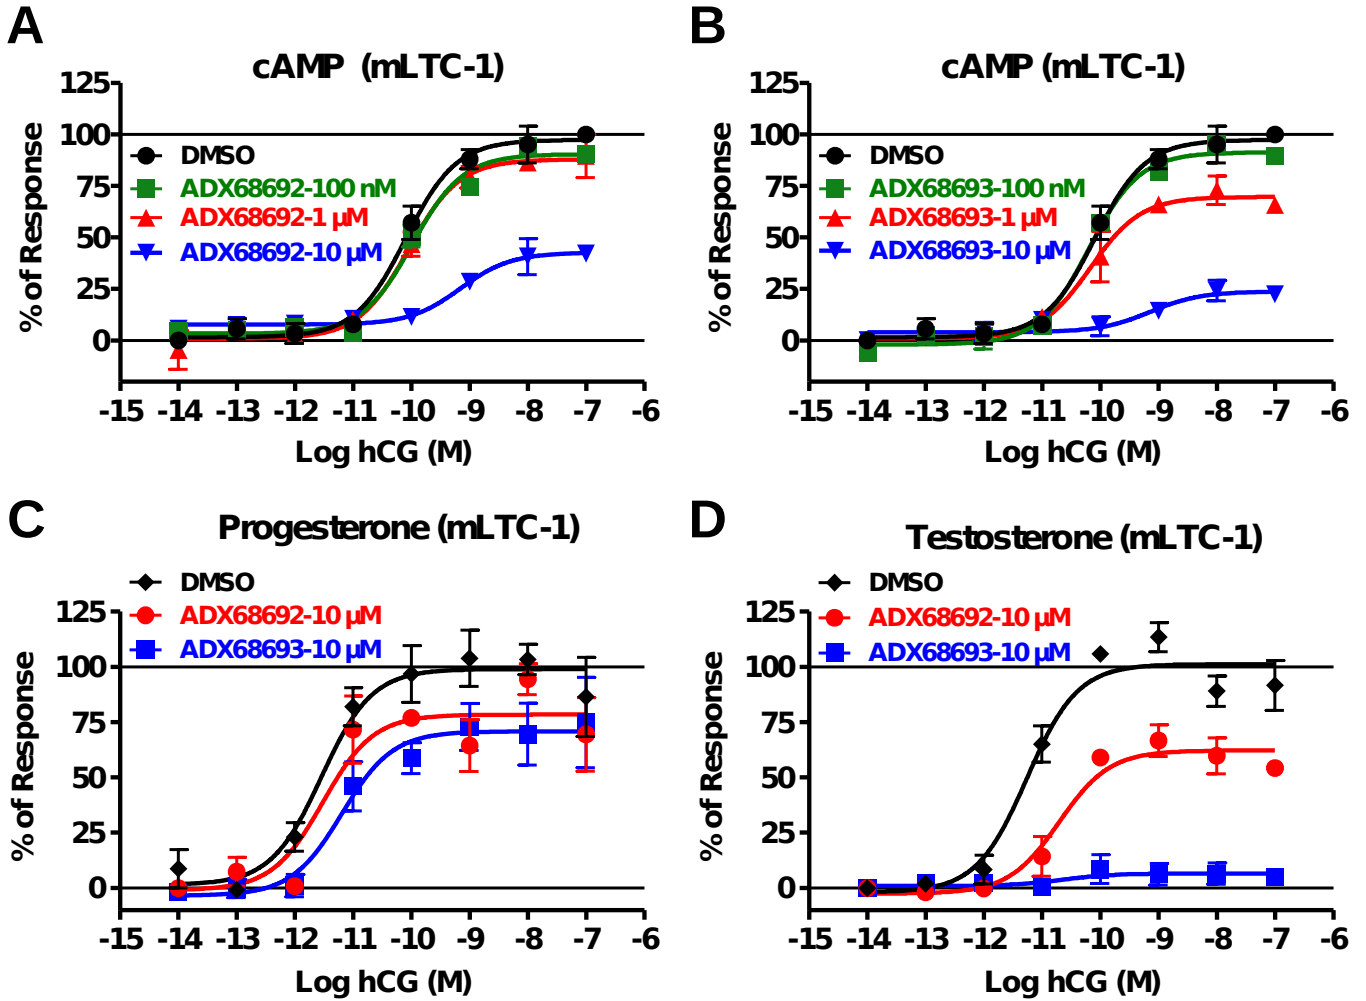 A
cAMP (mLTC-1)
125
100
75
50
25
0
% of Response
DMSO
ADX68692-100 nM
ADX68692-1 µM
ADX68692-10 µM
-15 -14 -13 -12 -11 -10 -9 -8 -7 -6
Log hCG (M)
B
cAMP (mLTC-1)
125
100
75
50
25
0
% of Response
DMSO
ADX68693-100 nM
ADX68693-1 µM
ADX68693-10 µM
-15 -14 -13 -12 -11 -10 -9 -8 -7 -6
Log hCG (M)
C
Progesterone (mLTC-1)
DMSO
ADX68692-10 µM
ADX68693-10 µM
125
100
75
50
25
0
% of Response
-15 -14 -13 -12 -11 -10 -9 -8 -7 -6
Log hCG (M)
D
Testosterone (mLTC-1)
DMSO
ADX68692-10 µM
ADX68693-10 µM
125
100
75
50
25
0
% of Response
-15 -14 -13 -12 -11 -10 -9 -8 -7 -6
Log hCG (M)